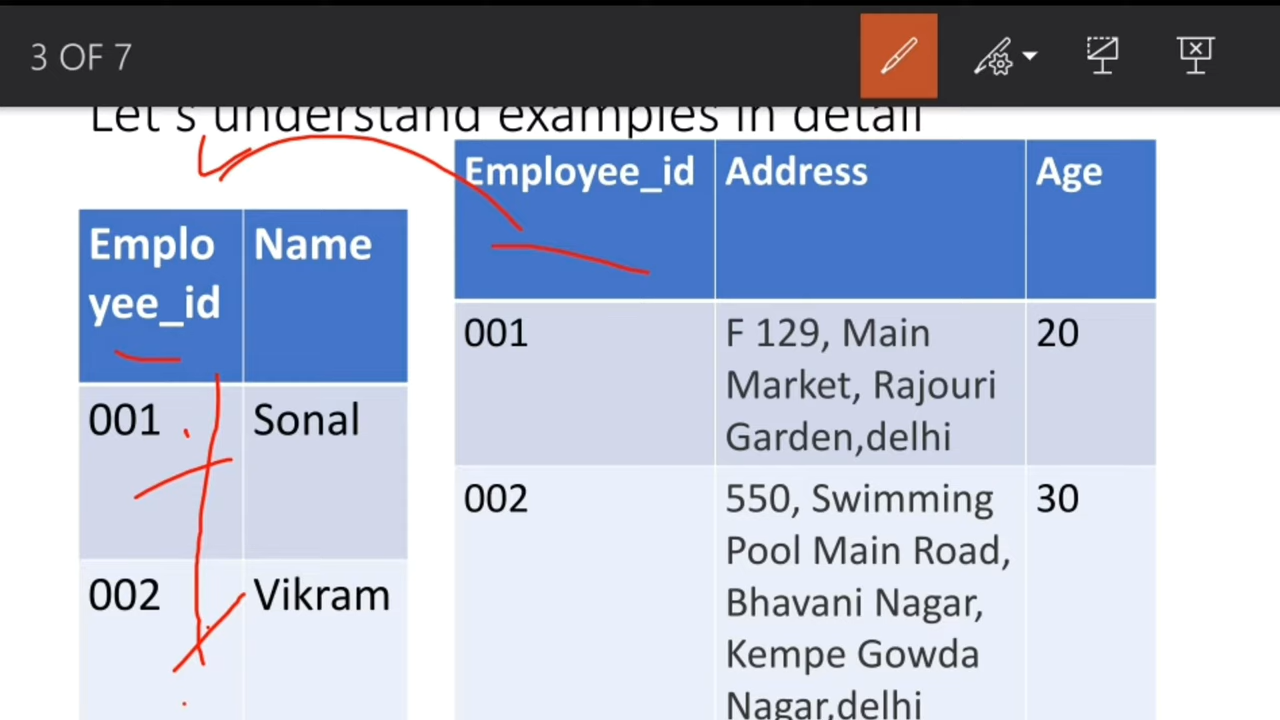 3 OF 7
Let's understand examples in detail
Emplo
yee_id
Name
001
Sonal
002
Vikram
Employee_id
Address
Age
001
F 129, Main
Market, Rajouri
Garden,delhi
20
002
550, Swimming
Pool Main Road,
Bhavani Nagar,
Kempe Gowda
Nagar,delhi
30